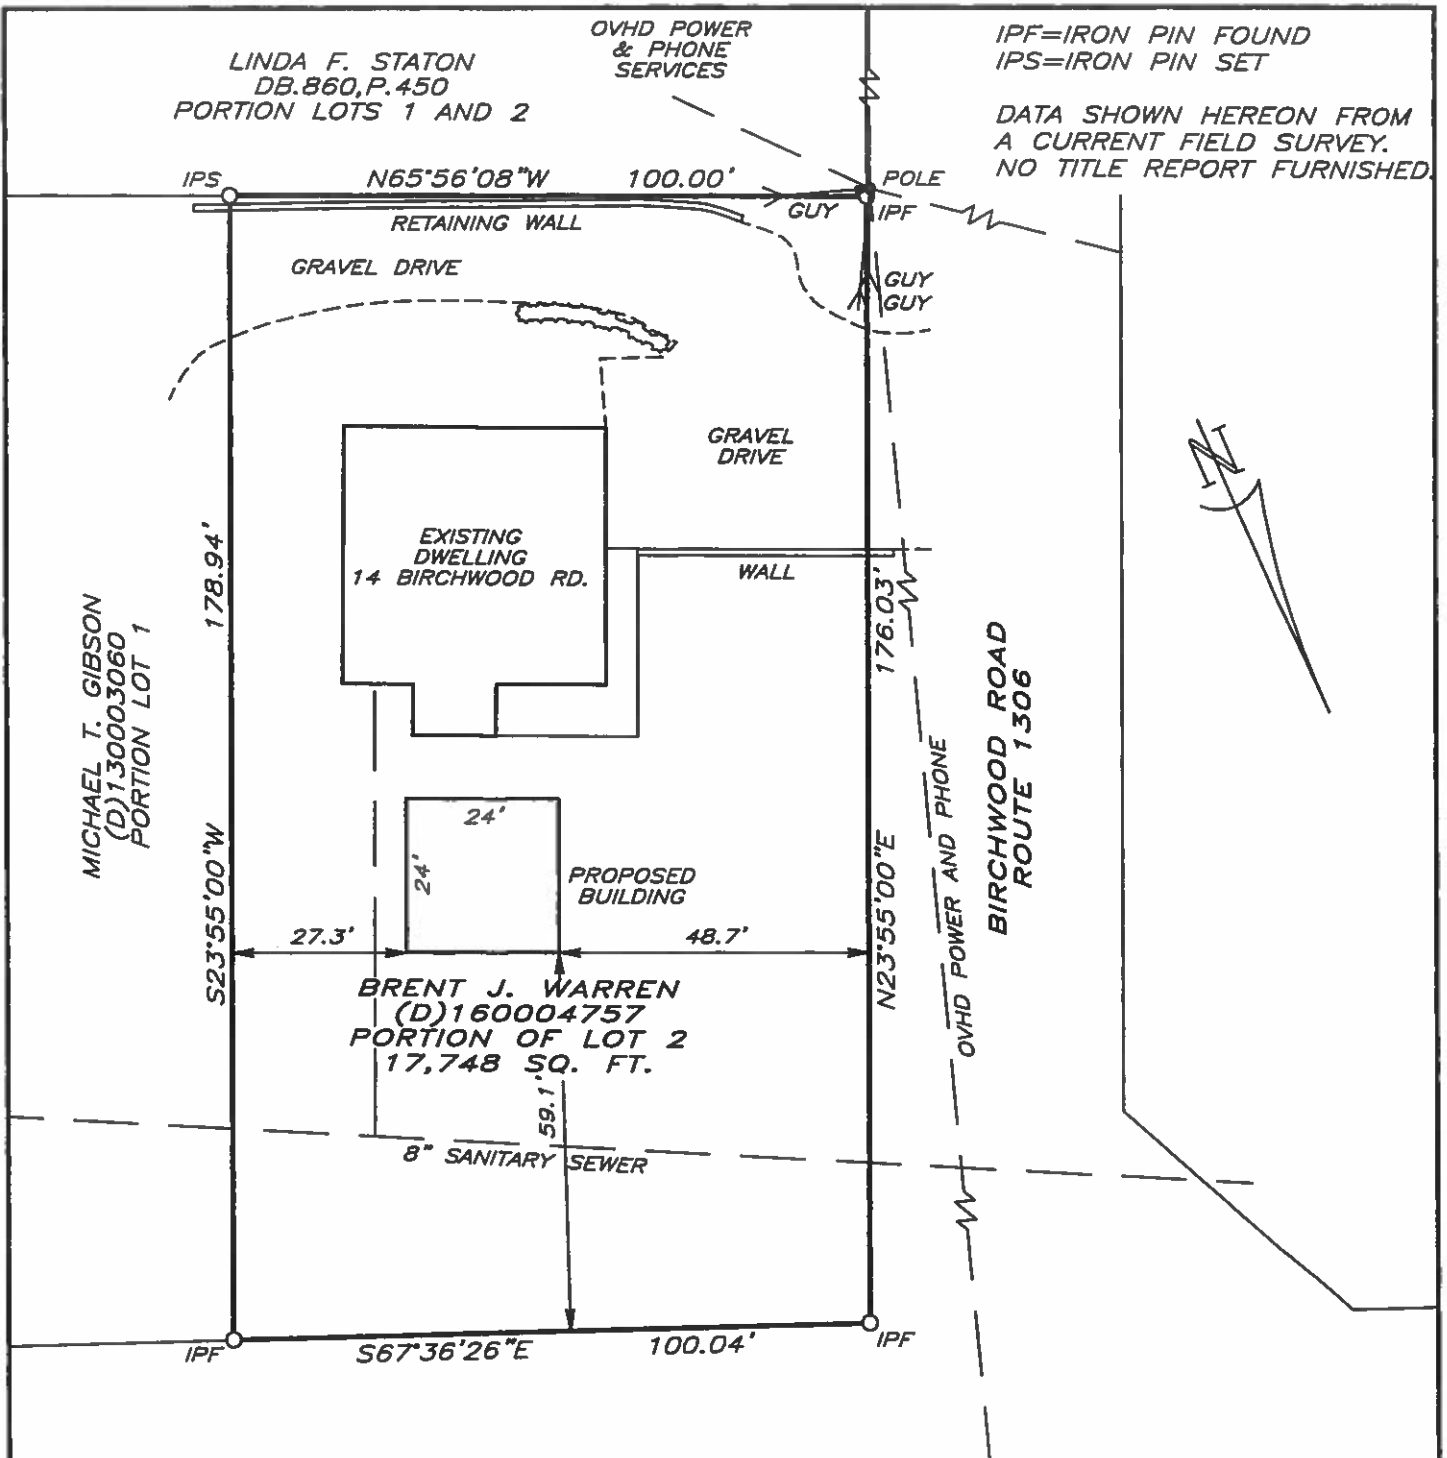 LINDA F. STATON
DB.860,P.450
PORTION LOTS 1 AND 2
OVHD POWER
& PHONE
SERVICES
IPF=IRON PIN FOUND
IPS=IRON PIN SET
DATA SHOWN HEREON FROM
A CURRENT FIELD SURVEY.
NO TITLE REPORT FURNISHED.
IPS
N65°56'08"W 100.00'
POLE
GUY
IPF
RETAINING WALL
GRAVEL DRIVE
GUY
GUY
GRAVEL
DRIVE
N
EXISTING
DWELLING
14 BIRCHWOOD RD.
WALL
178.94'
176.03'
MICHAEL T. GIBSON
(D)130003060
PORTION LOT 1
BIRCHWOOD ROAD
ROUTE 1306
OVHD POWER AND PHONE
24'
24'
PROPOSED
BUILDING
S23°55'00"W
N23°55'00"E
27.3'
48.7'
BRENT J. WARREN
(D)160004757
PORTION OF LOT 2
17,748 SQ. FT.
59.1'
8" SANITARY SEWER
IPF
S67°36'26"E 100.04'
IPF